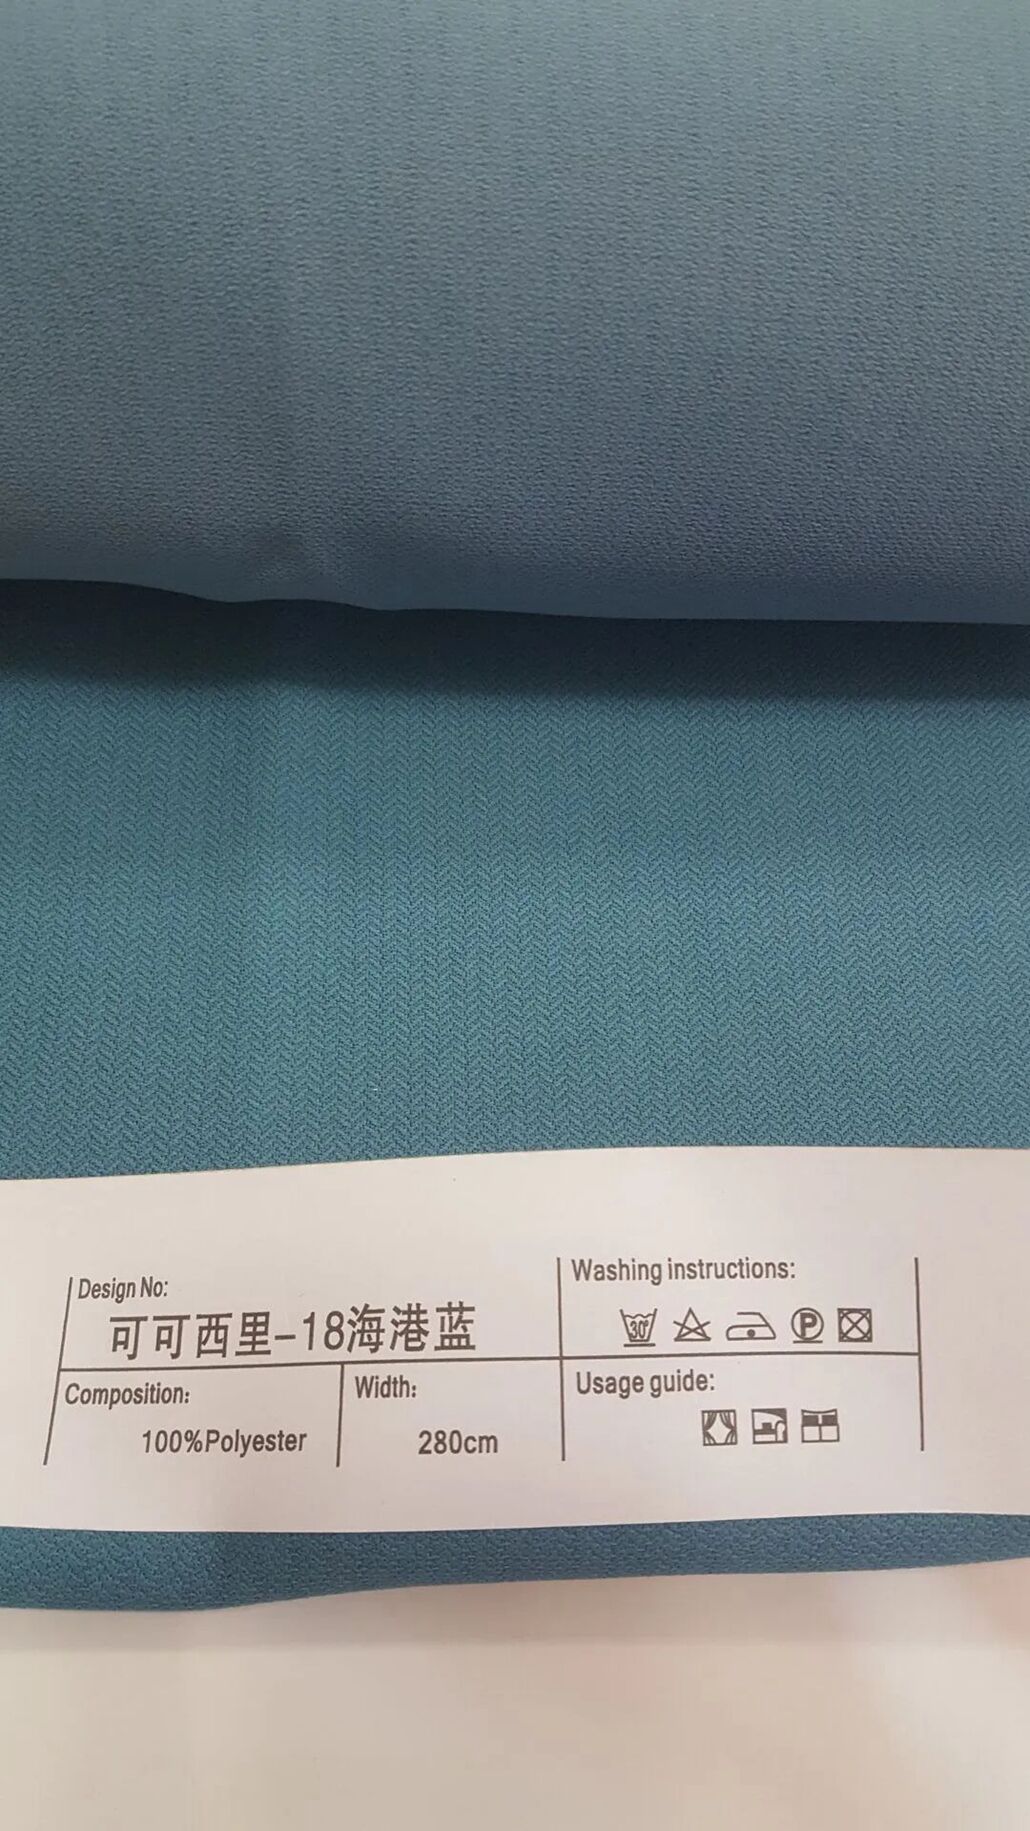 Design No:
可可西里-18海港蓝
Composition:
100%Polyester
Width:
280cm
Washing instructions:
30°
P
Usage guide: